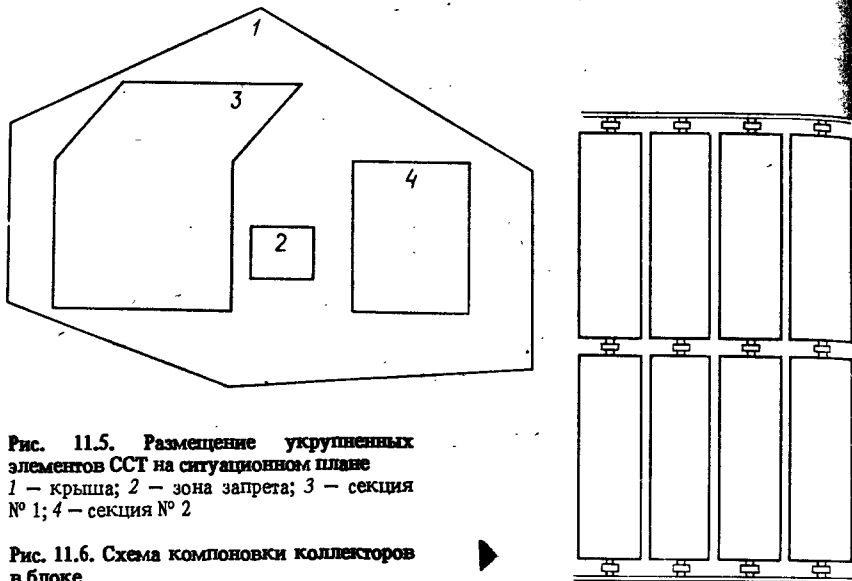 1
3
4
2
Рис. 11.5. Размещение укрупненных
элементов ССТ на ситуационном плане
1 — крыша; 2 — зона запрета; 3 — секция
№ 1; 4 — секция № 2
Рис. 11.6. Схема компоновки коллекторов
в блоке